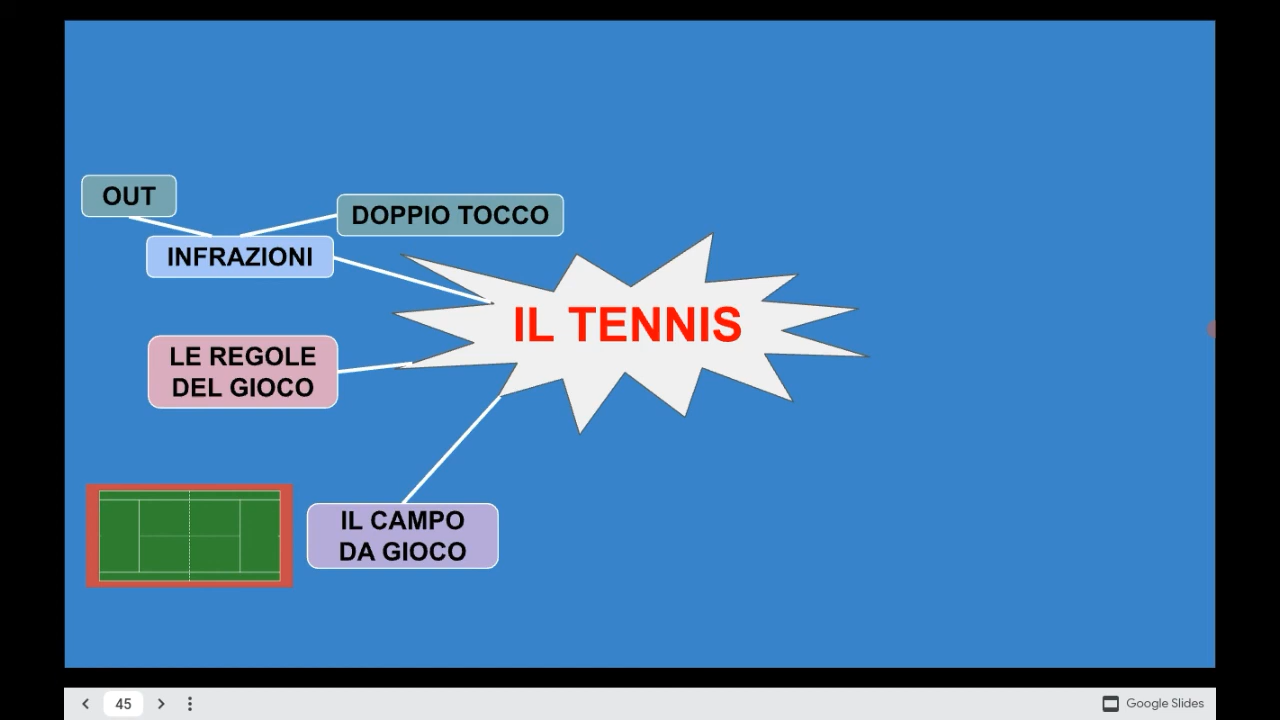 OUT
DOPPIO TOCCO
INFRAZIONI
IL TENNIS
LE REGOLE
DEL GIOCO
IL CAMPO
DA GIOCO
45
Google Slides